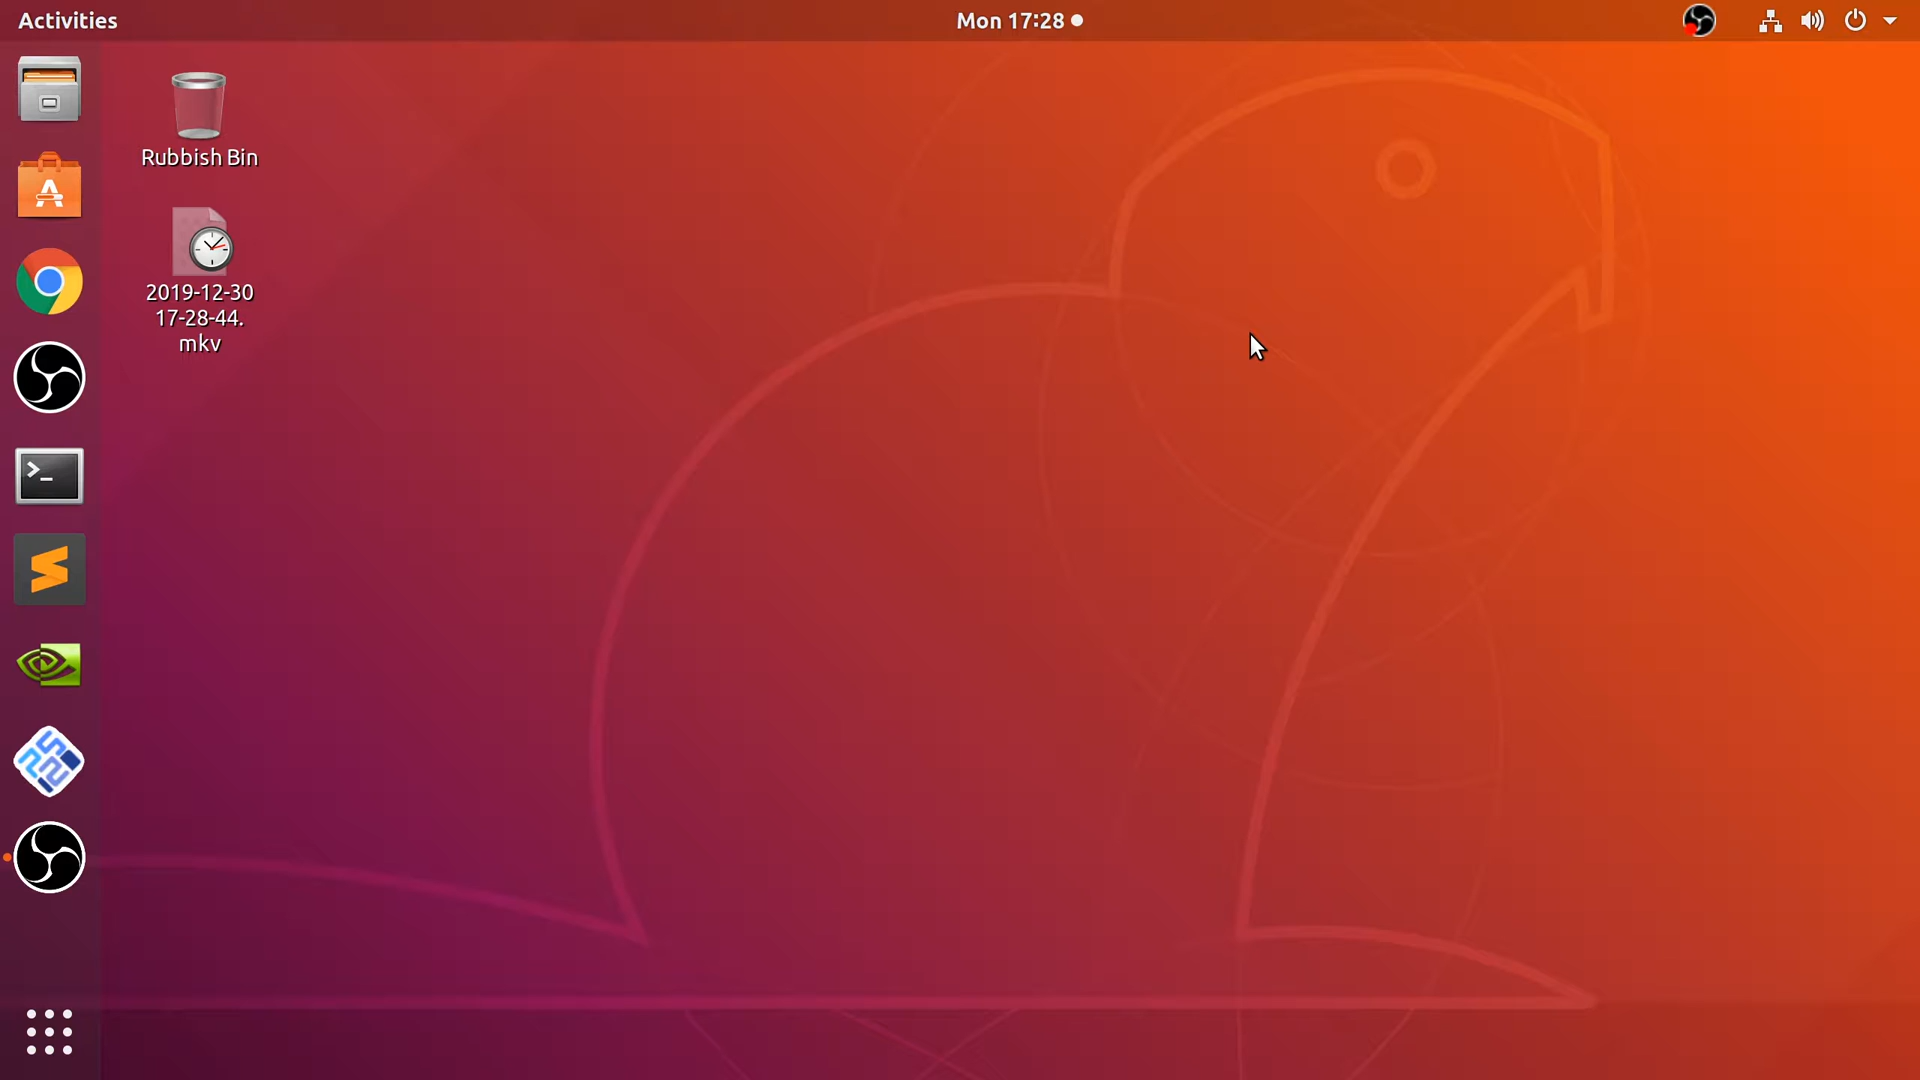 Activities
Mon 17:28
Rubbish Bin
2019-12-30
17-28-44.
mkv